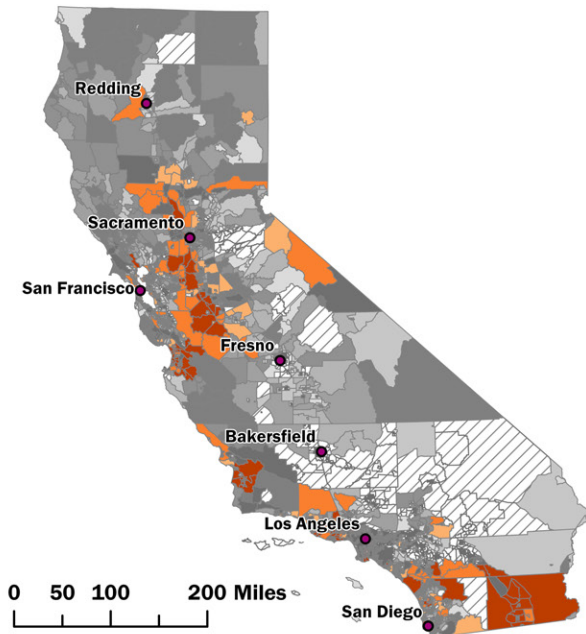 Redding
Sacramento
San Francisco
Fresno
Bakersfield
Los Angeles
San Diego
0 50 100 200 Miles